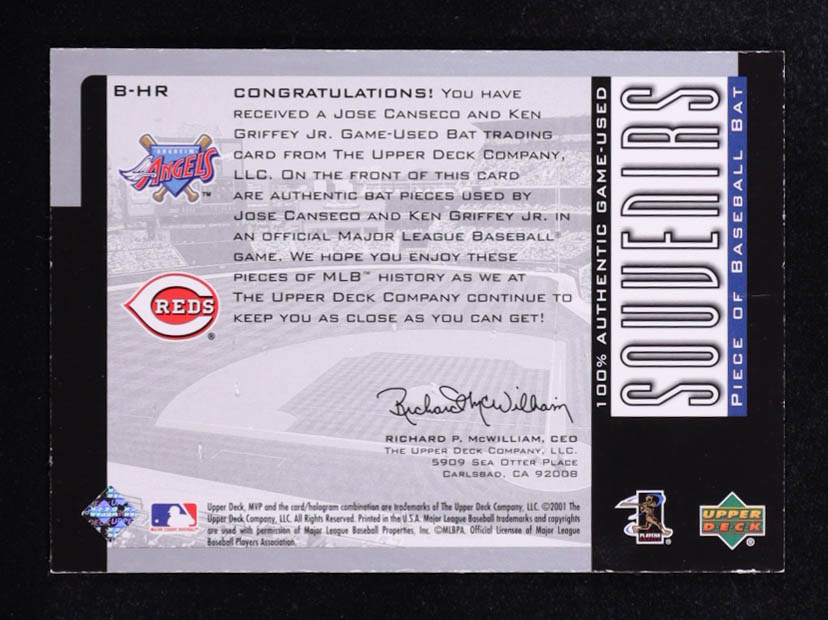 B-HR
CONGRATULATIONS! YOU HAVE
RECEIVED A JOSE CANSECO AND KEN
GRIFFEY JR. GAME-USED BAT TRADING
CARD FROM THE UPPER DECK COMPANY,
LLC. ON THE FRONT OF THIS CARD
ARE AUTHENTIC BAT PIECES USED BY
JOSE CANSECO AND KEN GRIFFEY JR. IN
AN OFFICIAL MAJOR LEAGUE BASEBALL®
GAME. WE HOPE YOU ENJOY THESE
PIECES OF MLB™ HISTORY AS WE AT
THE UPPER DECK COMPANY CONTINUE TO
KEEP YOU AS CLOSE AS YOU CAN GET!
ANAHEIM
ANGELS™
REDS
®
Richard McWilliam
RICHARD P. MCWILLIAM, CEO
THE UPPER DECK COMPANY, LLC.
5909 SEA OTTER PLACE
CARLSBAD, CA 92008
Upper Deck, MVP and the card/hologram combination are trademarks of The Upper Deck Company, LLC. ©2001 The
Upper Deck Company, LLC. All Rights Reserved. Printed in the U.S.A. Major League Baseball trademarks and copyrights
are used with permission of Major League Baseball Properties, Inc. ©MLBPA. Official Licensee of Major League
Baseball Players Association.
100% AUTHENTIC GAME-USED
SOUVENIRS
PIECE OF BASEBALL BAT
PLAYERS
UPPER
DECK
®